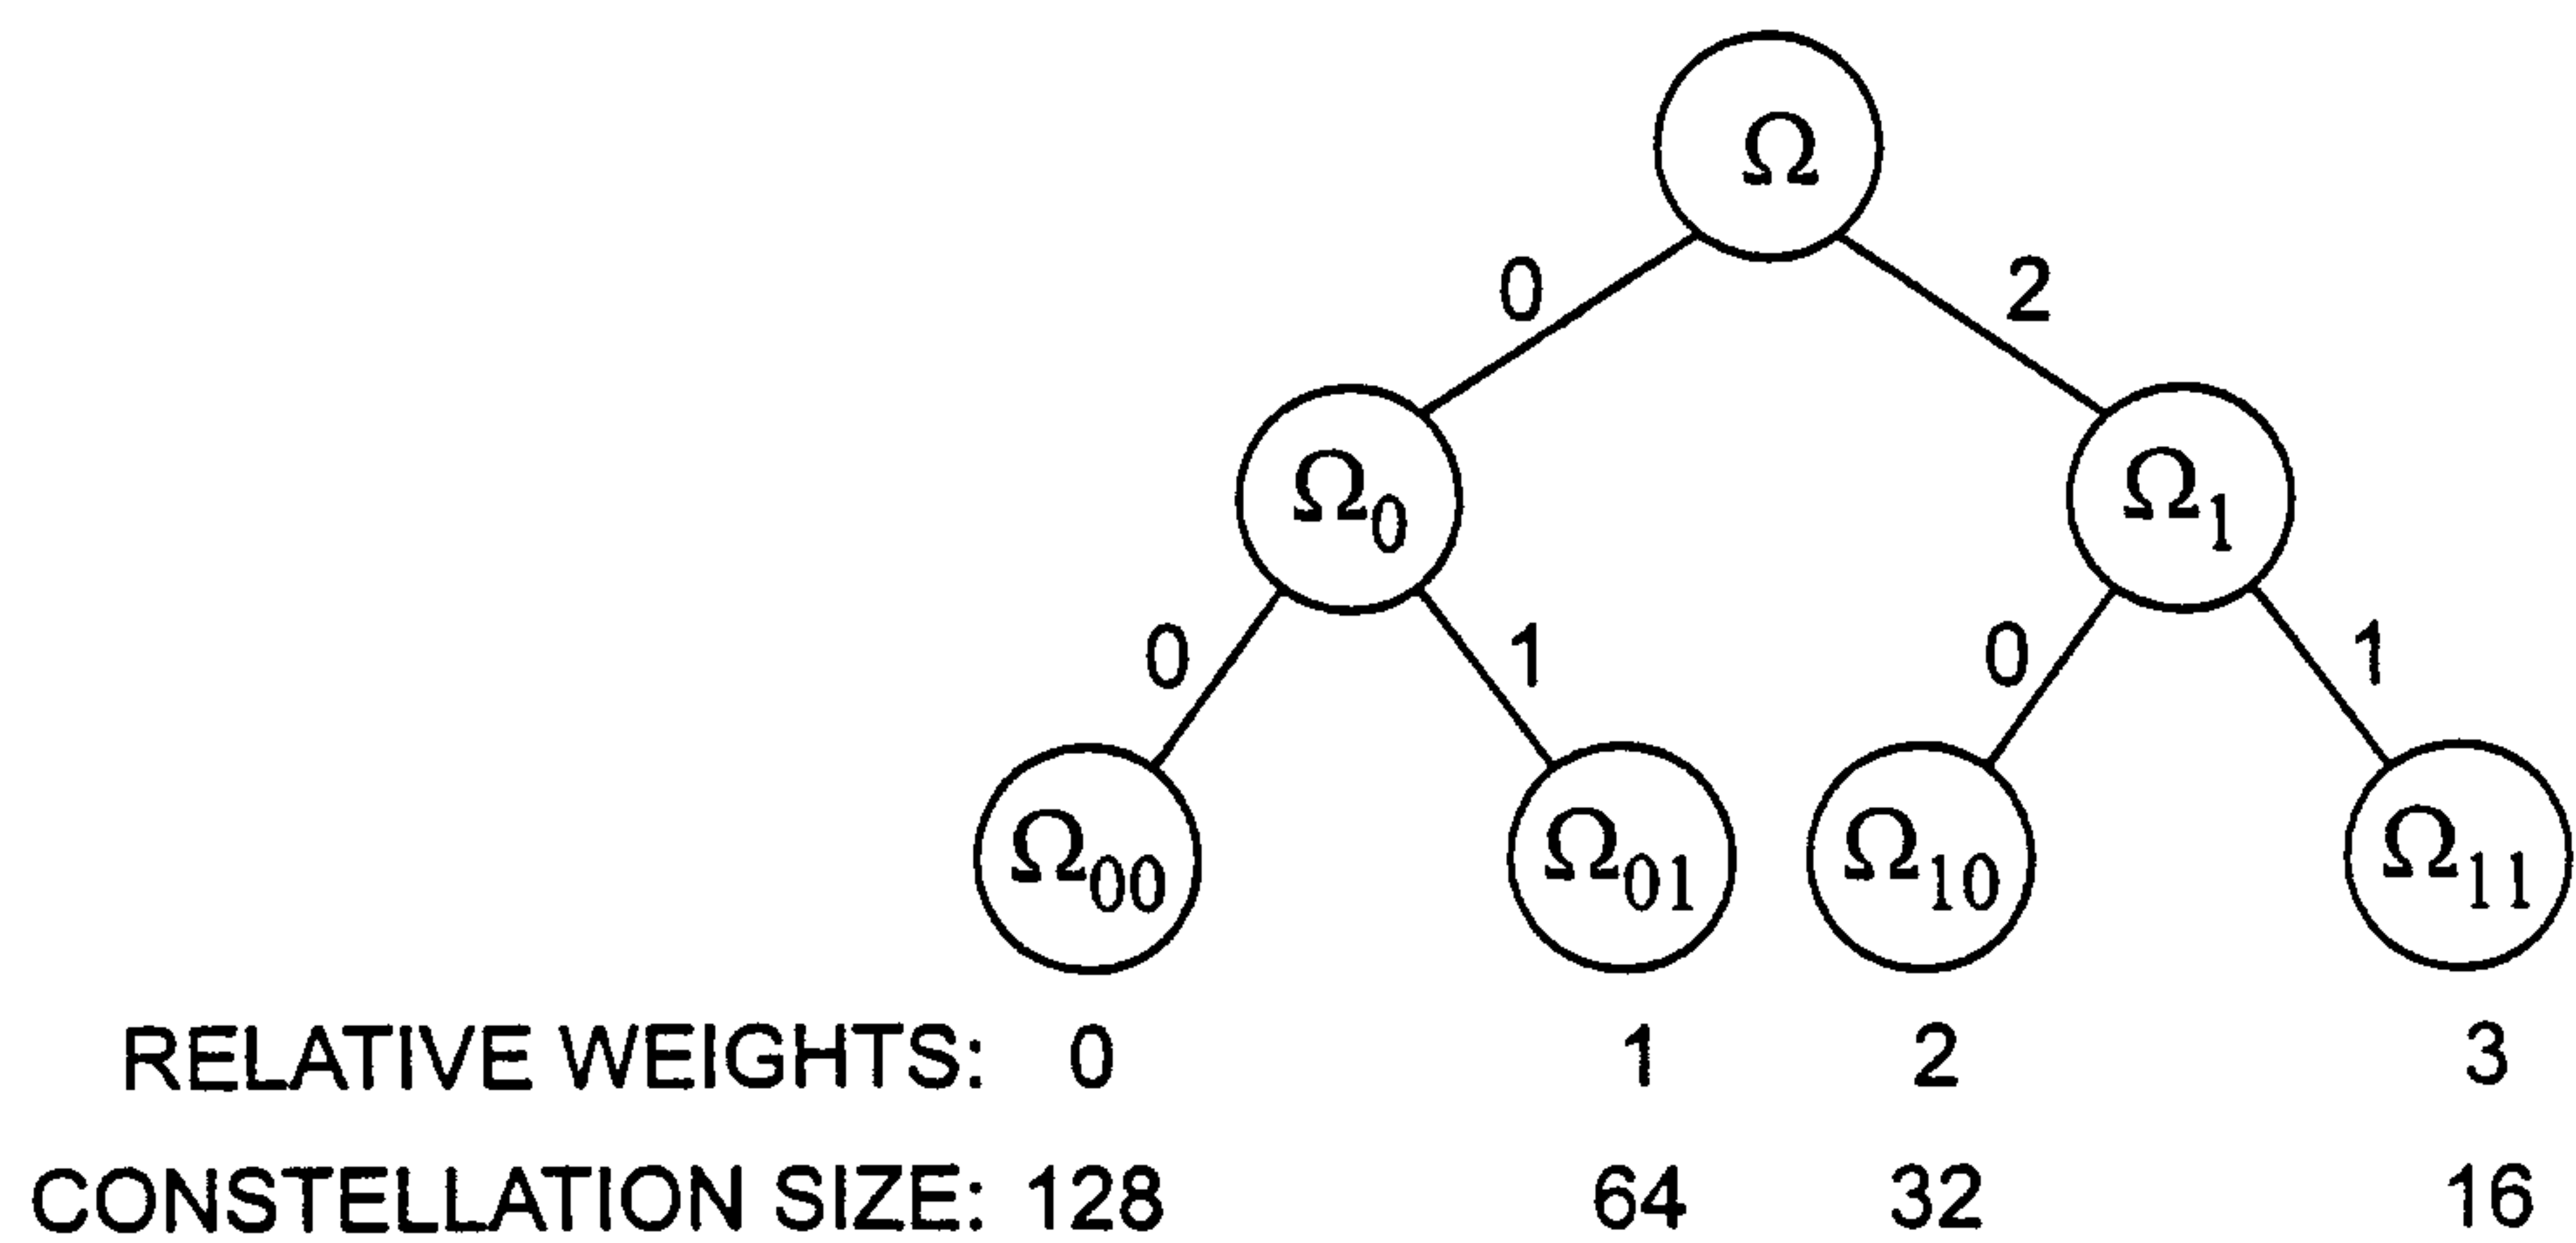 Ω
0 2
Ω0 Ω1
0 1 0 1
Ω00 Ω01 Ω10 Ω11
RELATIVE WEIGHTS: 0 1 2 3
CONSTELLATION SIZE: 128 64 32 16